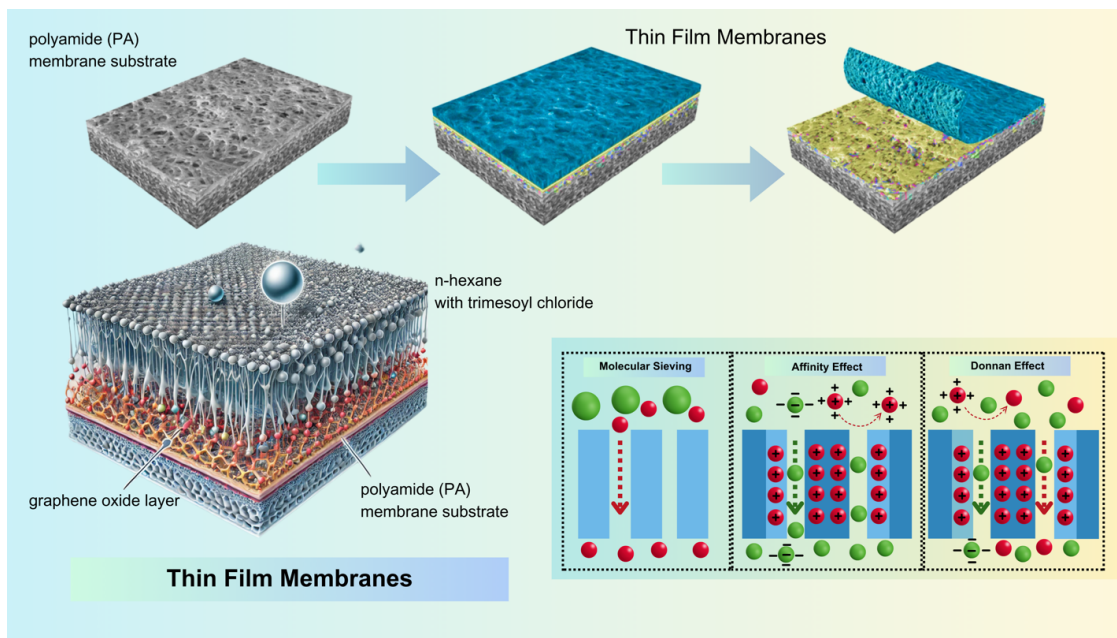 polyamide (PA)
membrane substrate
Thin Film Membranes
n-hexane
with trimesoyl chloride
graphene oxide layer
polyamide (PA)
membrane substrate
Thin Film Membranes
Molecular Sieving
Affinity Effect
Donnan Effect